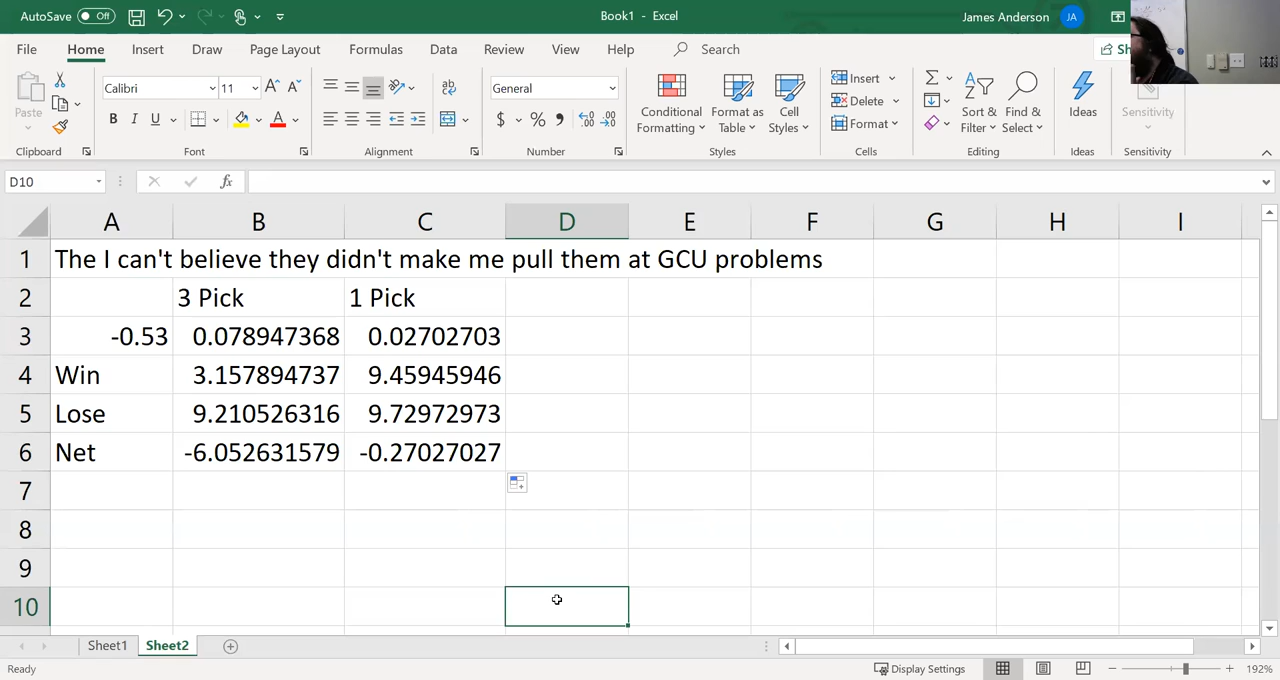 AutoSave Off Book1 - Excel James Anderson JA
File Home Insert Draw Page Layout Formulas Data Review View Help Search Sh
Paste Calibri 11 General Conditional Formatting Format as Table Cell Styles Insert Delete Format Sort & Filter Find & Select Ideas Sensitivity
Clipboard Font Alignment Number Styles Cells Editing Ideas Sensitivity
D10 fx
A B C D E F G H I
1 The I can't believe they didn't make me pull them at GCU problems
2 3 Pick 1 Pick
3 -0.53 0.078947368 0.02702703
4 Win 3.157894737 9.45945946
5 Lose 9.210526316 9.72972973
6 Net -6.052631579 -0.27027027
7
8
9
10
Sheet1 Sheet2
Ready Display Settings 192%